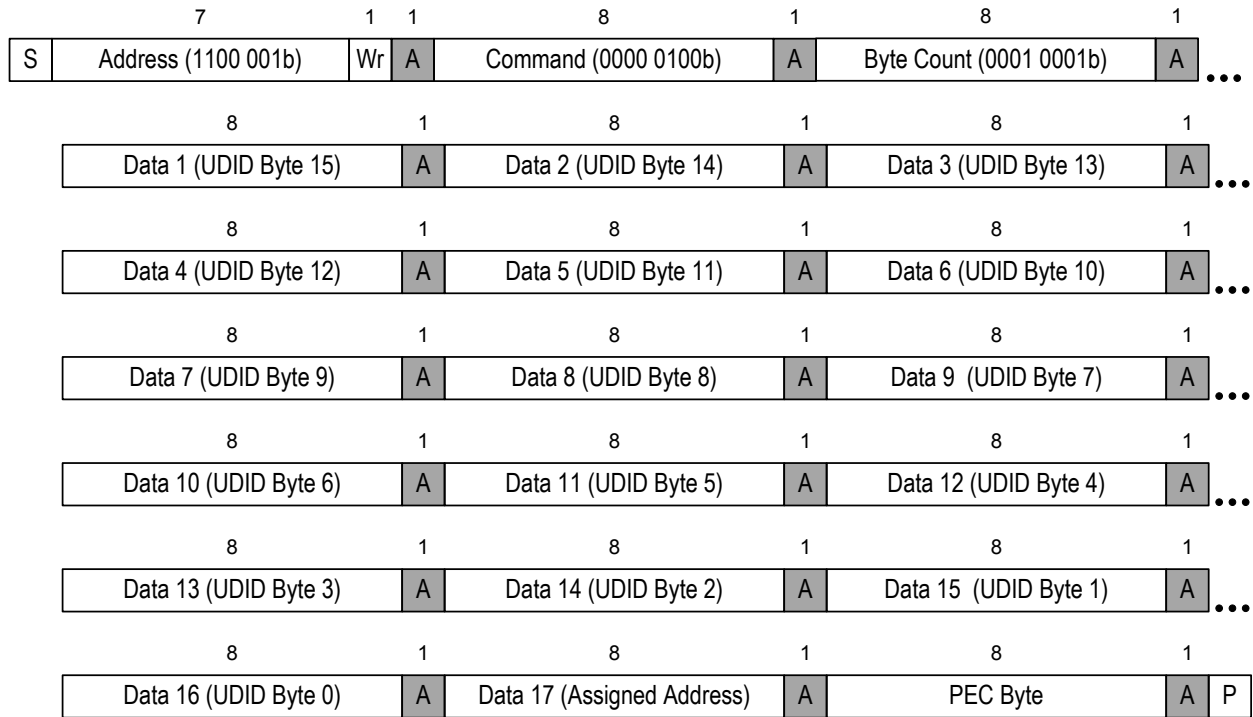 7 1 1 8 1 8 1
S Address (1100 001b) Wr A Command (0000 0100b) A Byte Count (0001 0001b) A •••
8 1 8 1 8 1
Data 1 (UDID Byte 15) A Data 2 (UDID Byte 14) A Data 3 (UDID Byte 13) A •••
8 1 8 1 8 1
Data 4 (UDID Byte 12) A Data 5 (UDID Byte 11) A Data 6 (UDID Byte 10) A •••
8 1 8 1 8 1
Data 7 (UDID Byte 9) A Data 8 (UDID Byte 8) A Data 9 (UDID Byte 7) A •••
8 1 8 1 8 1
Data 10 (UDID Byte 6) A Data 11 (UDID Byte 5) A Data 12 (UDID Byte 4) A •••
8 1 8 1 8 1
Data 13 (UDID Byte 3) A Data 14 (UDID Byte 2) A Data 15 (UDID Byte 1) A •••
8 1 8 1 8 1
Data 16 (UDID Byte 0) A Data 17 (Assigned Address) A PEC Byte A P